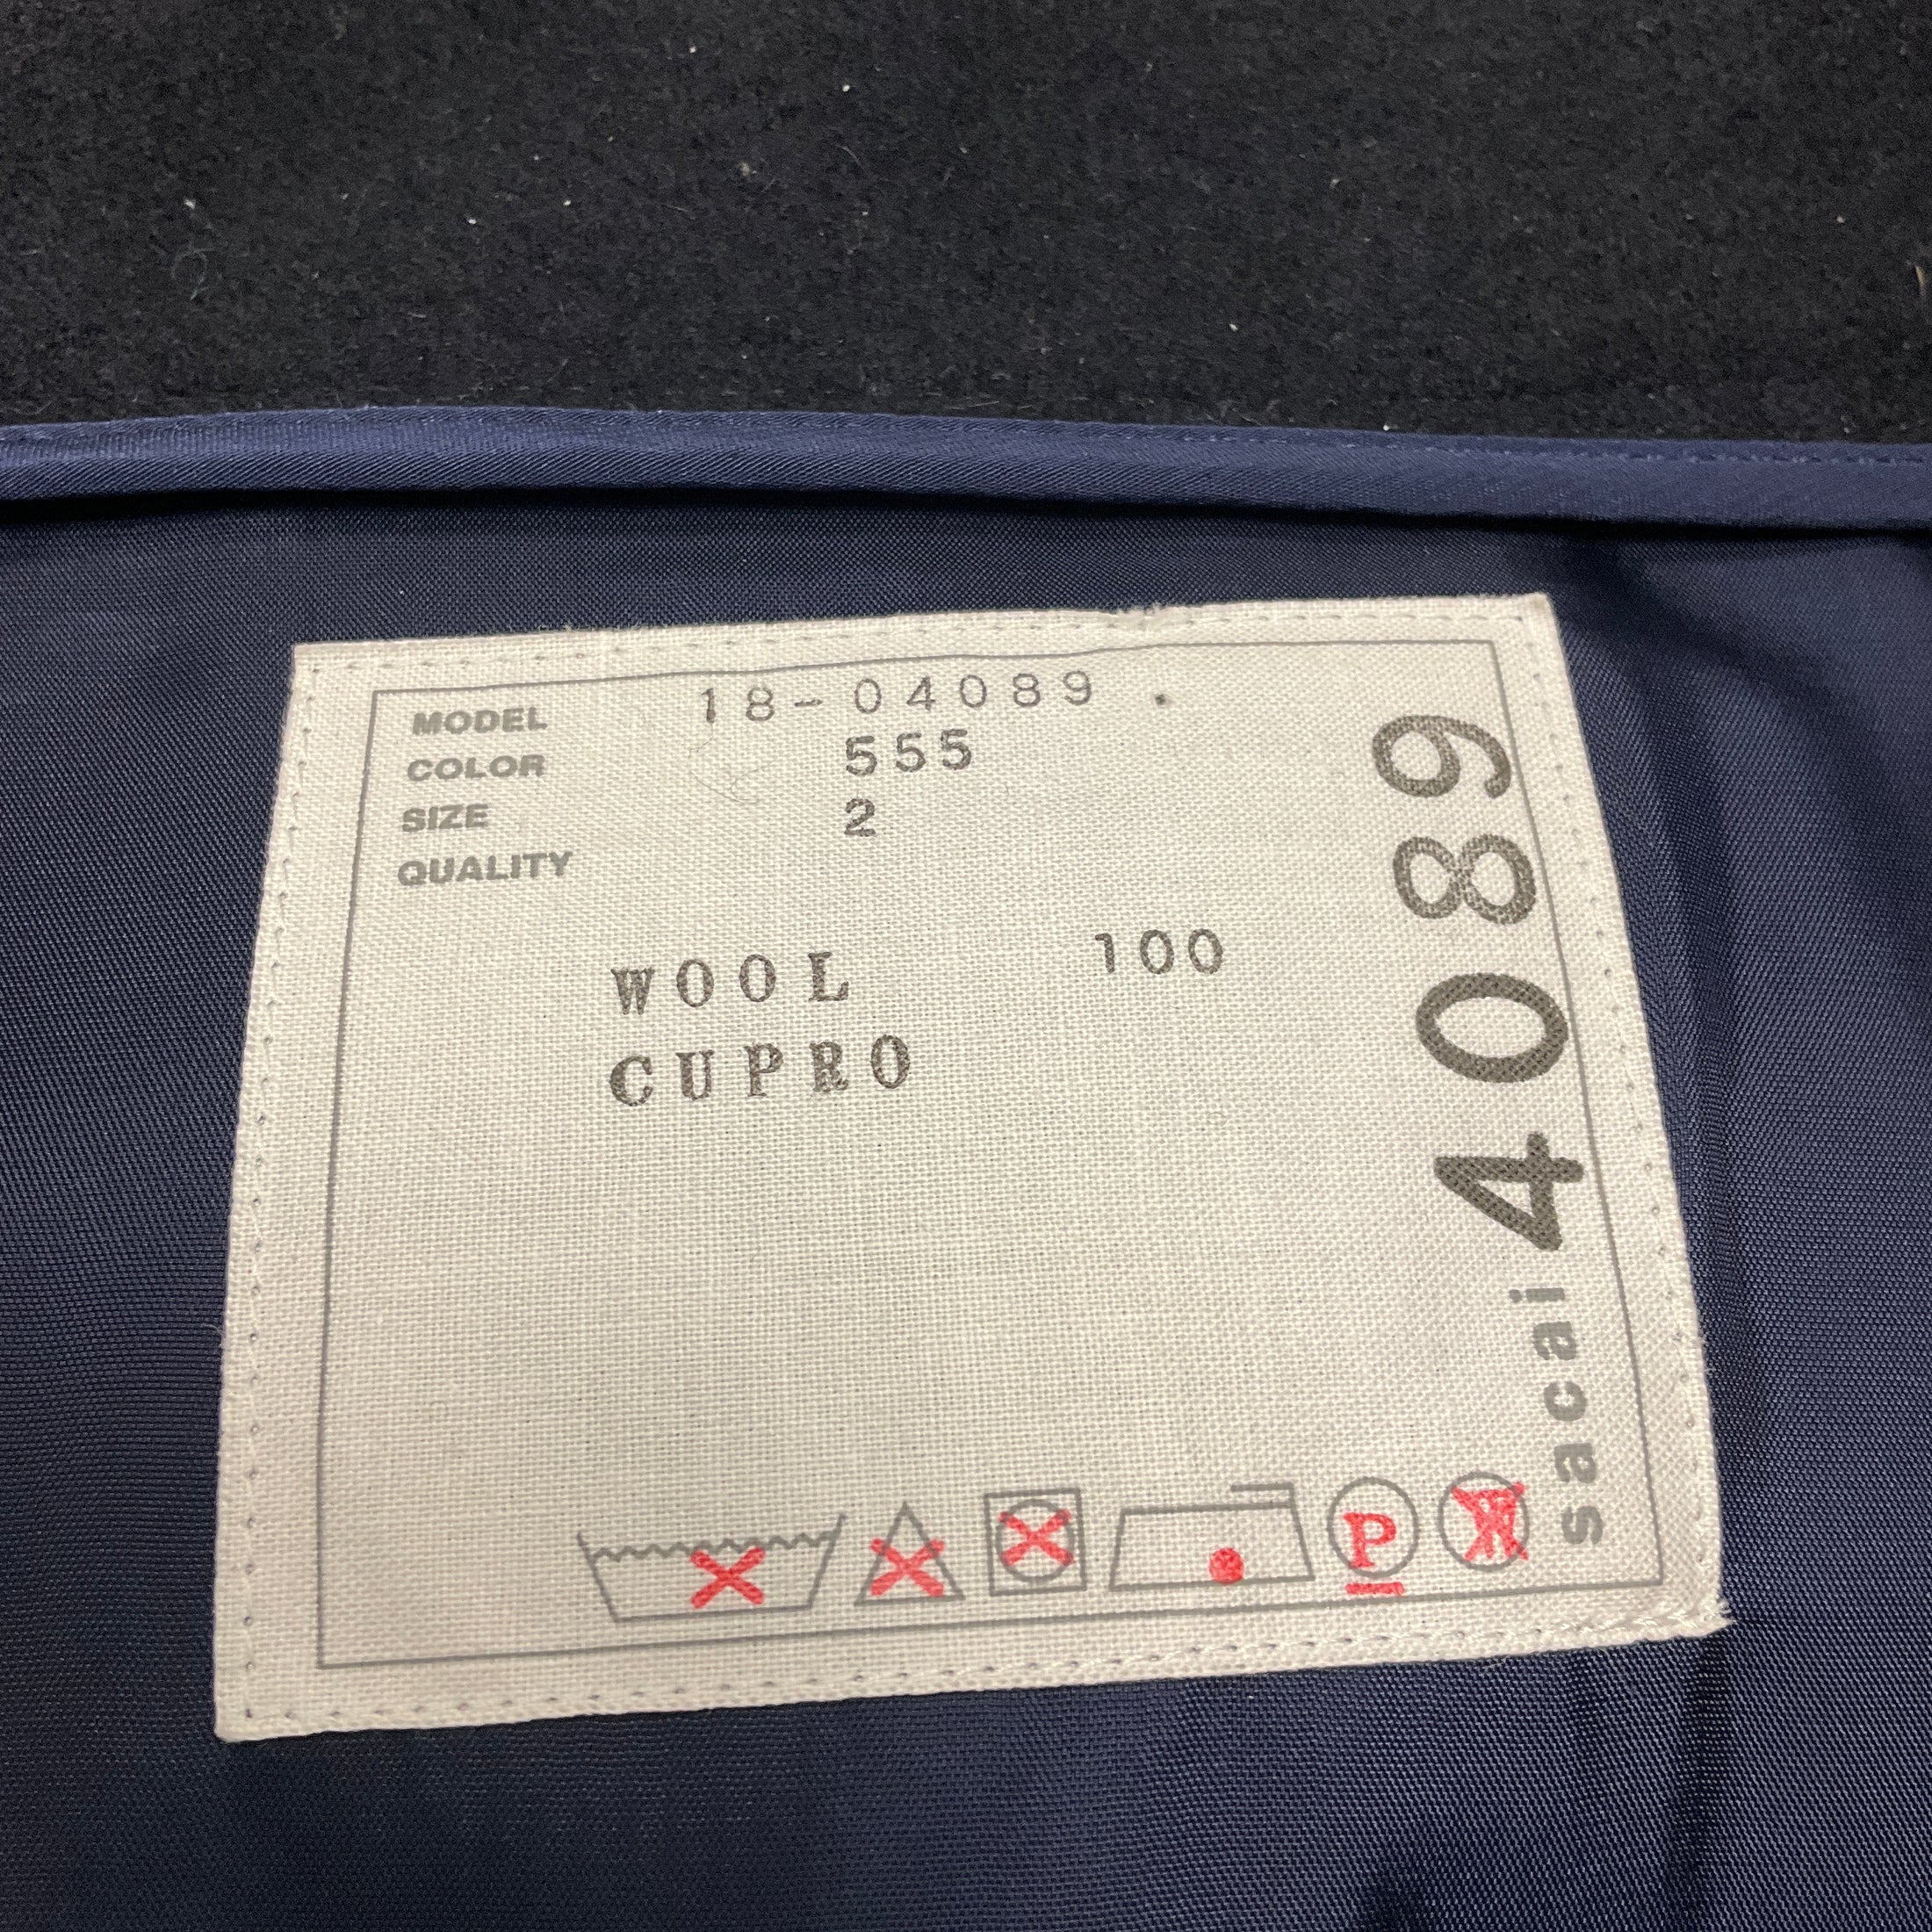 MODEL 18-04089
COLOR 555
SIZE 2
QUALITY
WOOL 100
CUPRO
sacai 4089
P
W